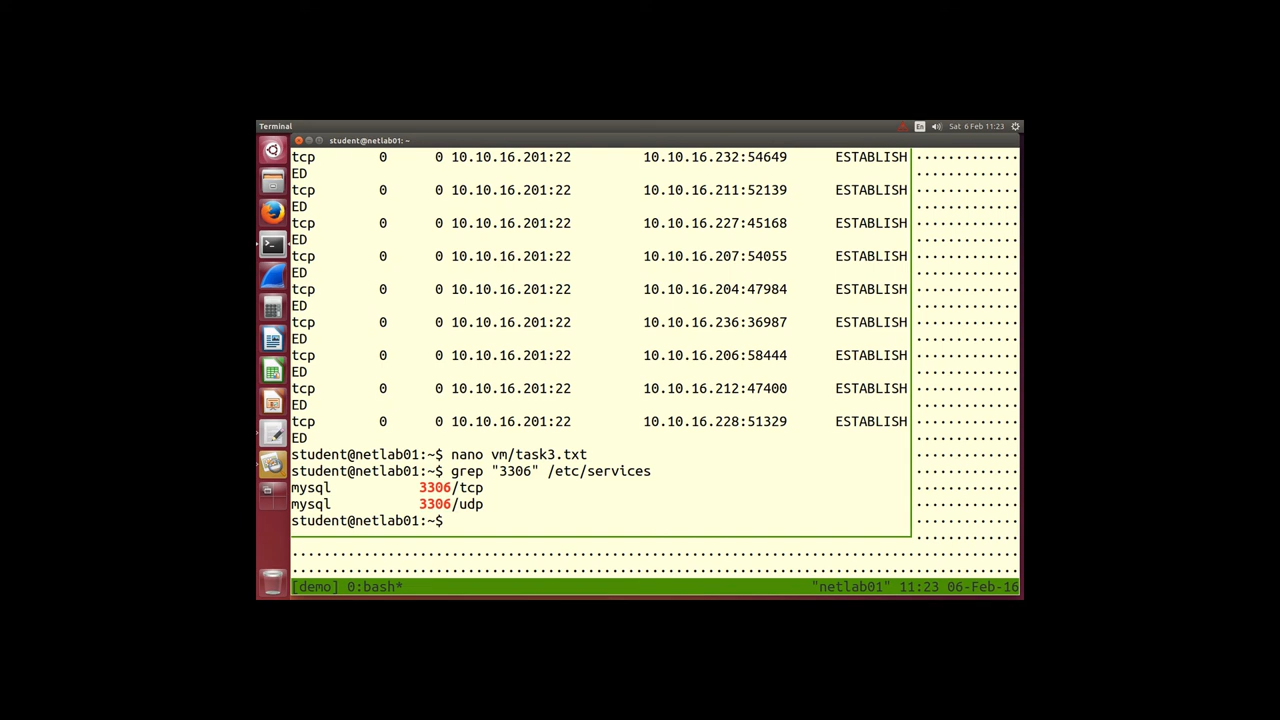 Terminal
En
Sat 6 Feb 11:23
student@netlab01: ~
tcp 0 0 10.10.16.201:22 10.10.16.232:54649 ESTABLISH
ED
tcp 0 0 10.10.16.201:22 10.10.16.211:52139 ESTABLISH
ED
tcp 0 0 10.10.16.201:22 10.10.16.227:45168 ESTABLISH
ED
tcp 0 0 10.10.16.201:22 10.10.16.207:54055 ESTABLISH
ED
tcp 0 0 10.10.16.201:22 10.10.16.204:47984 ESTABLISH
ED
tcp 0 0 10.10.16.201:22 10.10.16.236:36987 ESTABLISH
ED
tcp 0 0 10.10.16.201:22 10.10.16.206:58444 ESTABLISH
ED
tcp 0 0 10.10.16.201:22 10.10.16.212:47400 ESTABLISH
ED
tcp 0 0 10.10.16.201:22 10.10.16.228:51329 ESTABLISH
ED
student@netlab01:~$ nano vm/task3.txt
student@netlab01:~$ grep "3306" /etc/services
mysql 3306/tcp
mysql 3306/udp
student@netlab01:~$
[demo] 0:bash* "netlab01" 11:23 06-Feb-16